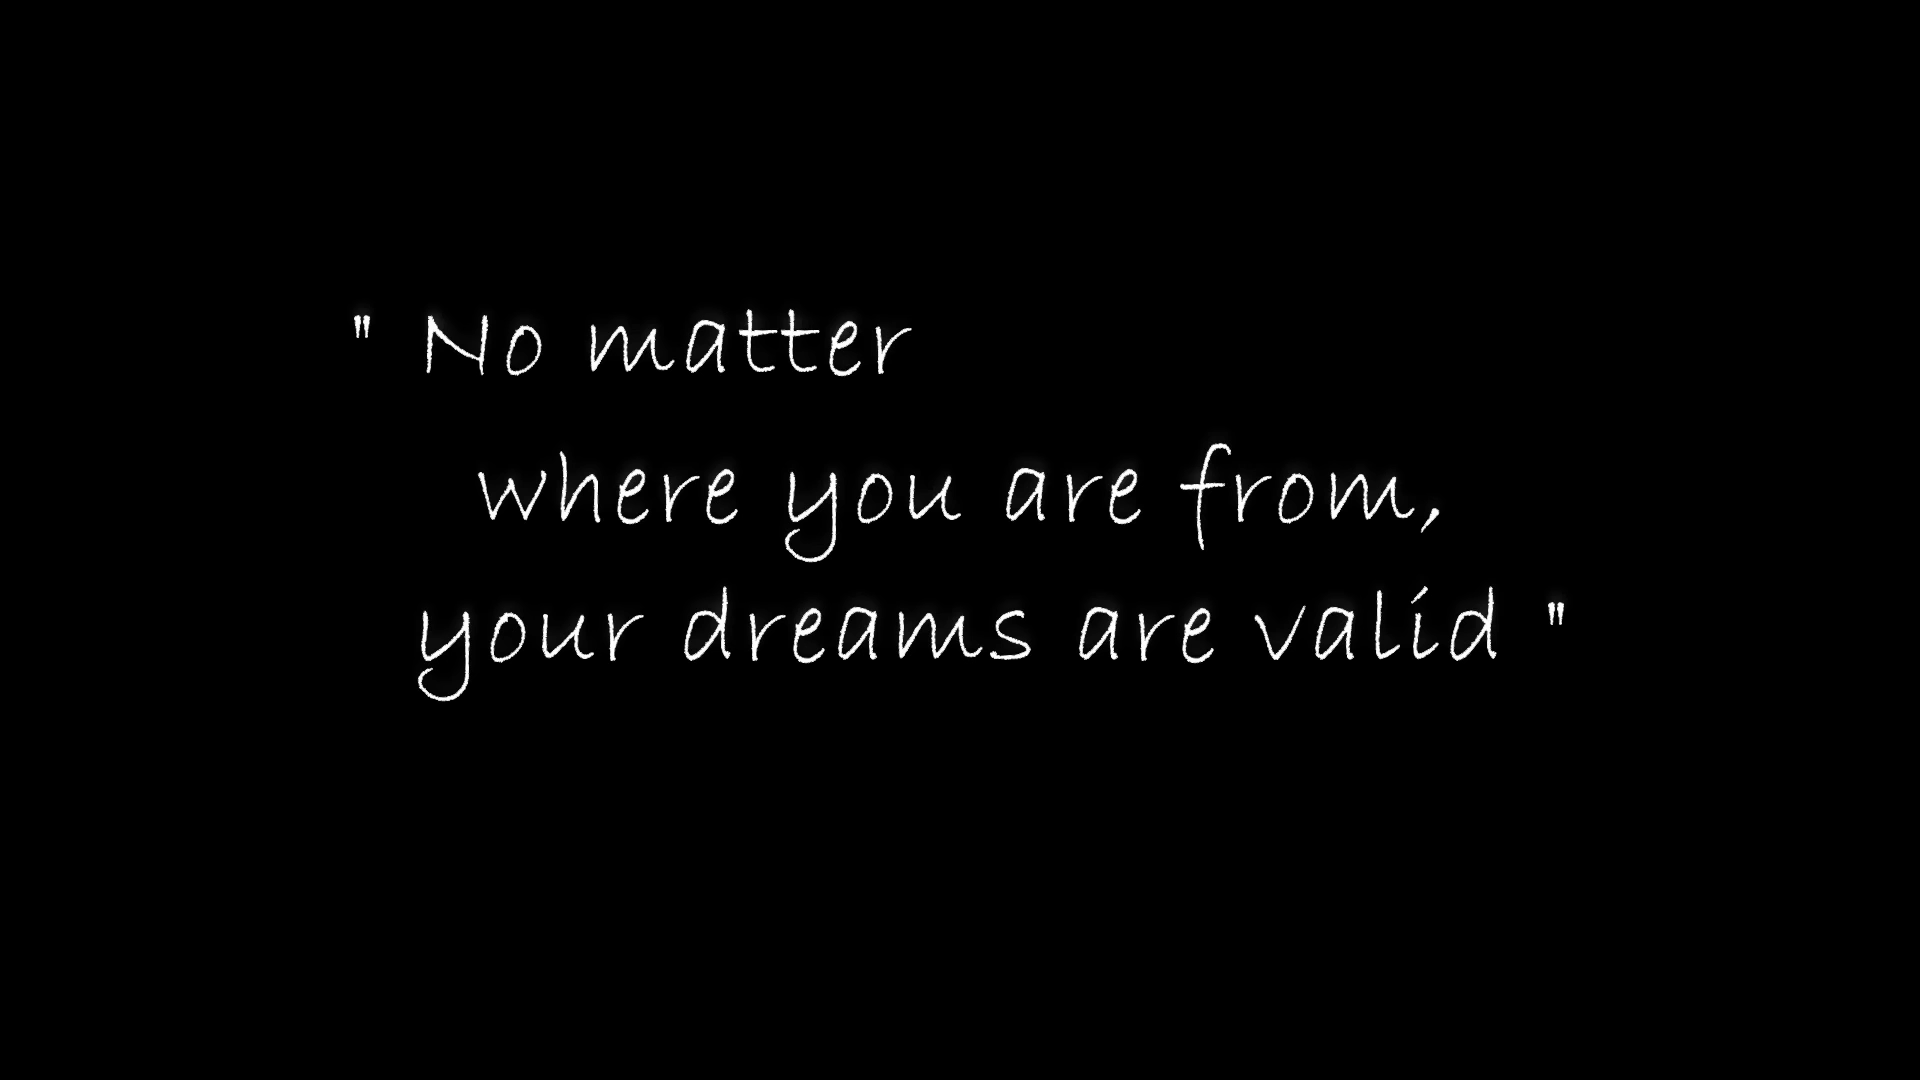 " No matter
where you are from,
your dreams are valid "